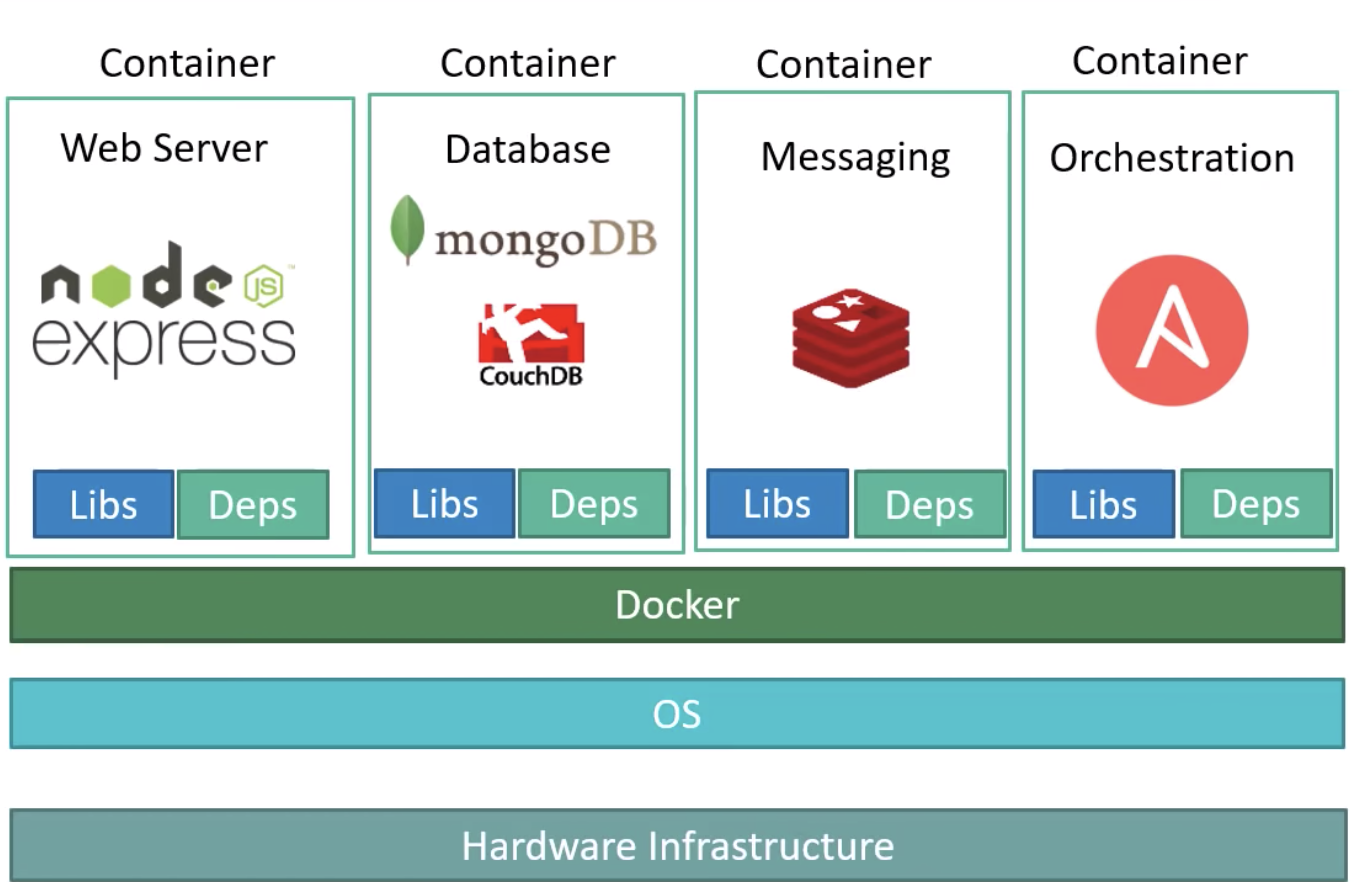 Container Container Container Container
Web Server Database Messaging Orchestration
mongoDB
node JS ™
express
CouchDB
Libs Deps Libs Deps Libs Deps Libs Deps
Docker
OS
Hardware Infrastructure